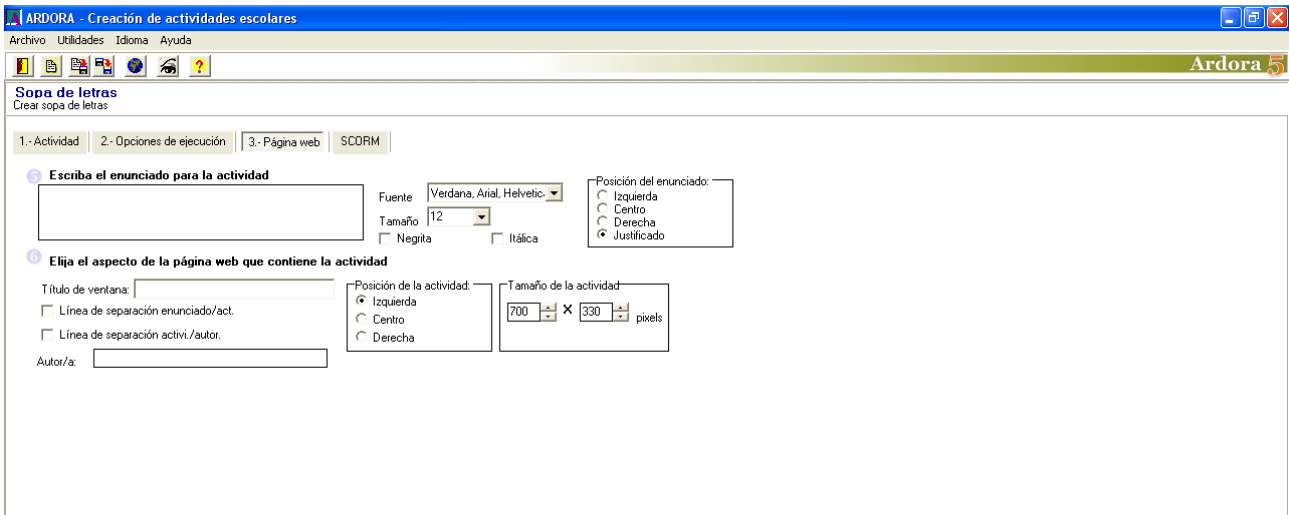 ARDORA - Creación de actividades escolares
Archivo Utilidades Idioma Ayuda
Ardora 5
Sopa de letras
Crear sopa de letras
1.- Actividad 2.- Opciones de ejecución 3.- Página web SCORM
5 Escriba el enunciado para la actividad
Fuente Verdana, Arial, Helvetic
Tamaño 12
Negrita Itálica
Posición del enunciado:
Izquierda
Centro
Derecha
Justificado
6 Elija el aspecto de la página web que contiene la actividad
Título de ventana:
Línea de separación enunciado/act.
Línea de separación activi./autor.
Autor/a:
Posición de la actividad:
Izquierda
Centro
Derecha
Tamaño de la actividad
700 X 330 pixels